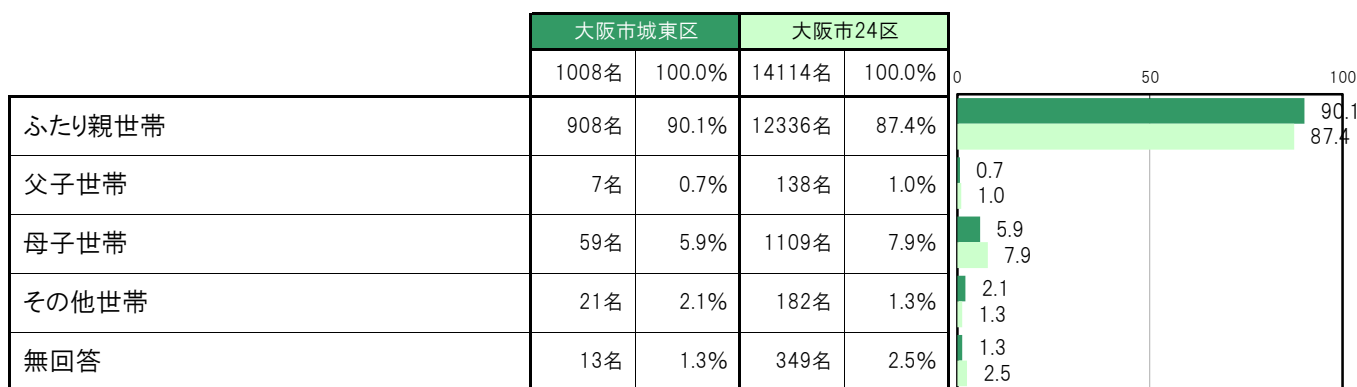 大阪市城東区 大阪市24区
1008名 100.0% 14114名 100.0% 0 50 100
ふたり親世帯 908名 90.1% 12336名 87.4% 90.1
87.4
父子世帯 7名 0.7% 138名 1.0% 0.7
1.0
母子世帯 59名 5.9% 1109名 7.9% 5.9
7.9
その他世帯 21名 2.1% 182名 1.3% 2.1
1.3
無回答 13名 1.3% 349名 2.5% 1.3
2.5